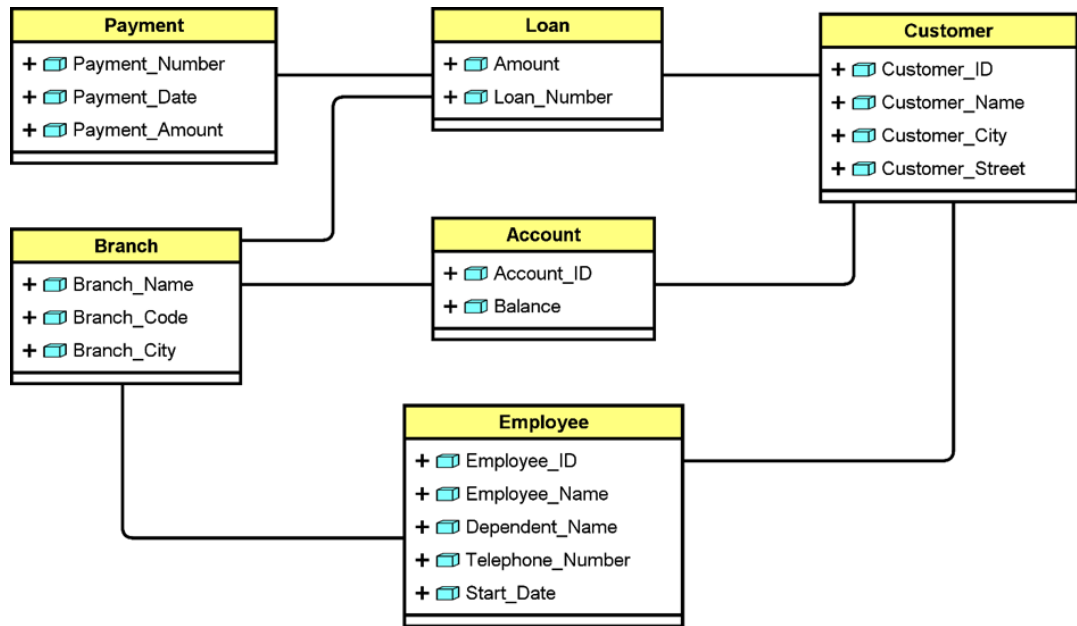 Payment
+ Payment_Number
+ Payment_Date
+ Payment_Amount
Loan
+ Amount
+ Loan_Number
Customer
+ Customer_ID
+ Customer_Name
+ Customer_City
+ Customer_Street
Branch
+ Branch_Name
+ Branch_Code
+ Branch_City
Account
+ Account_ID
+ Balance
Employee
+ Employee_ID
+ Employee_Name
+ Dependent_Name
+ Telephone_Number
+ Start_Date